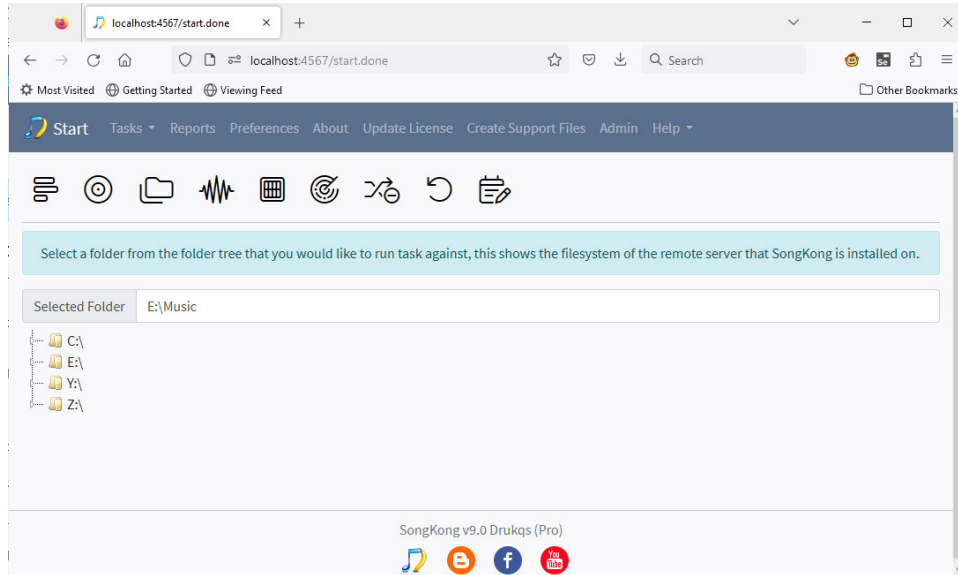 localhost:4567/start.done
localhost:4567/start.done
Search
Se
Most Visited Getting Started Viewing Feed Other Bookmarks
Start Tasks Reports Preferences About Update License Create Support Files Admin Help
Select a folder from the folder tree that you would like to run task against, this shows the filesystem of the remote server that SongKong is installed on.
Selected Folder E:\Music
C:\
E:\
Y:\
Z:\
SongKong v9.0 Drukqs (Pro)
f You Tube